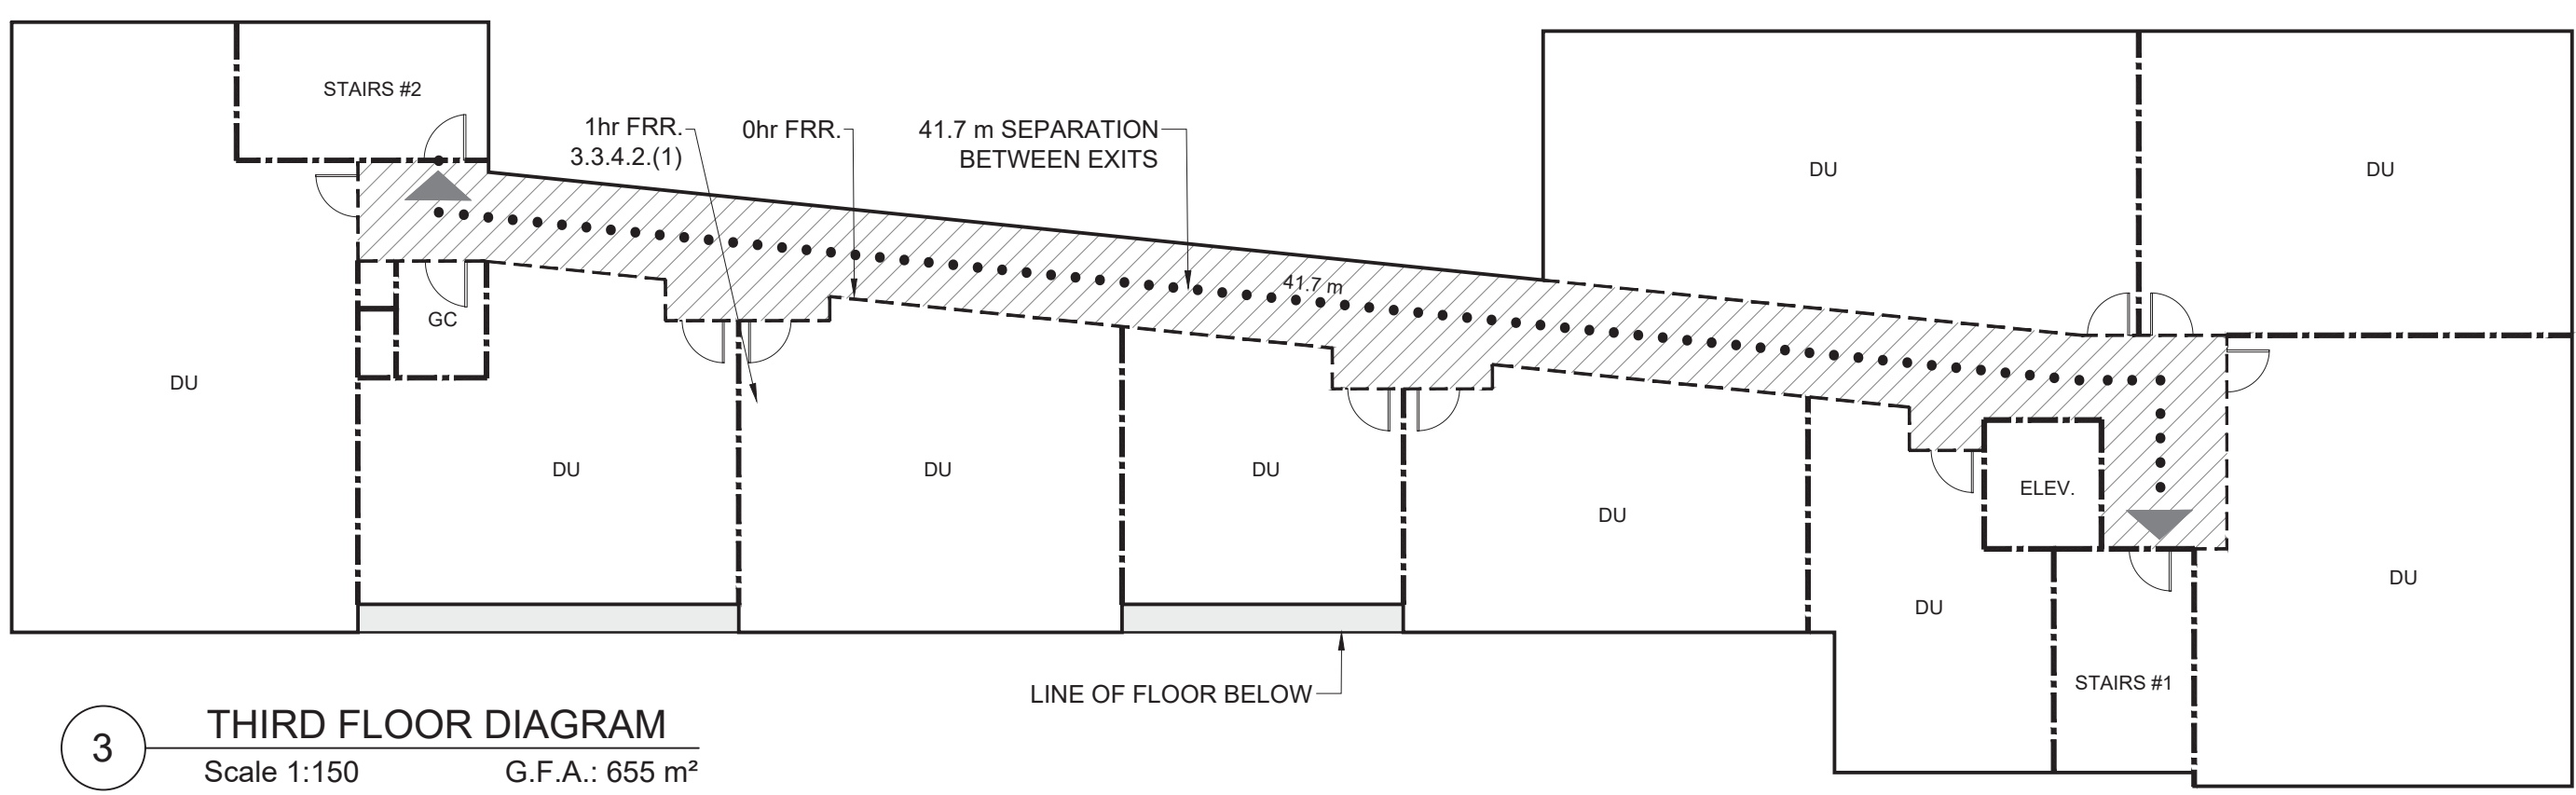 STAIRS #2
1hr FRR.
3.3.4.2.(1)
0hr FRR.
41.7 m SEPARATION
BETWEEN EXITS
DU
DU
41.7 m
GC
DU
DU
DU
DU
DU
ELEV.
DU
DU
STAIRS #1
LINE OF FLOOR BELOW
3
THIRD FLOOR DIAGRAM
Scale 1:150
G.F.A.: 655 m²
DU